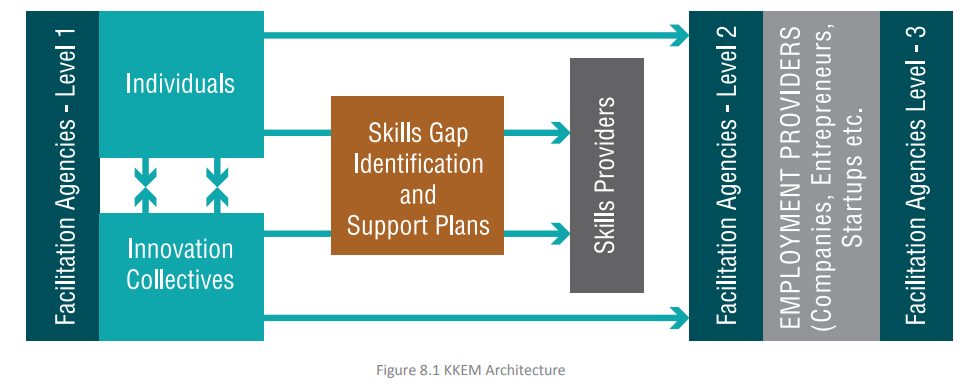 Facilitation Agencies - Level 1
Individuals
Innovation
Collectives
Skills Gap
Identification
and
Support Plans
Skills Providers
Facilitation Agencies - Level 2
EMPLOYMENT PROVIDERS
(Companies, Entrepreneurs,
Startups etc.
Facilitation Agencies Level - 3
Figure 8.1 KKEM Architecture